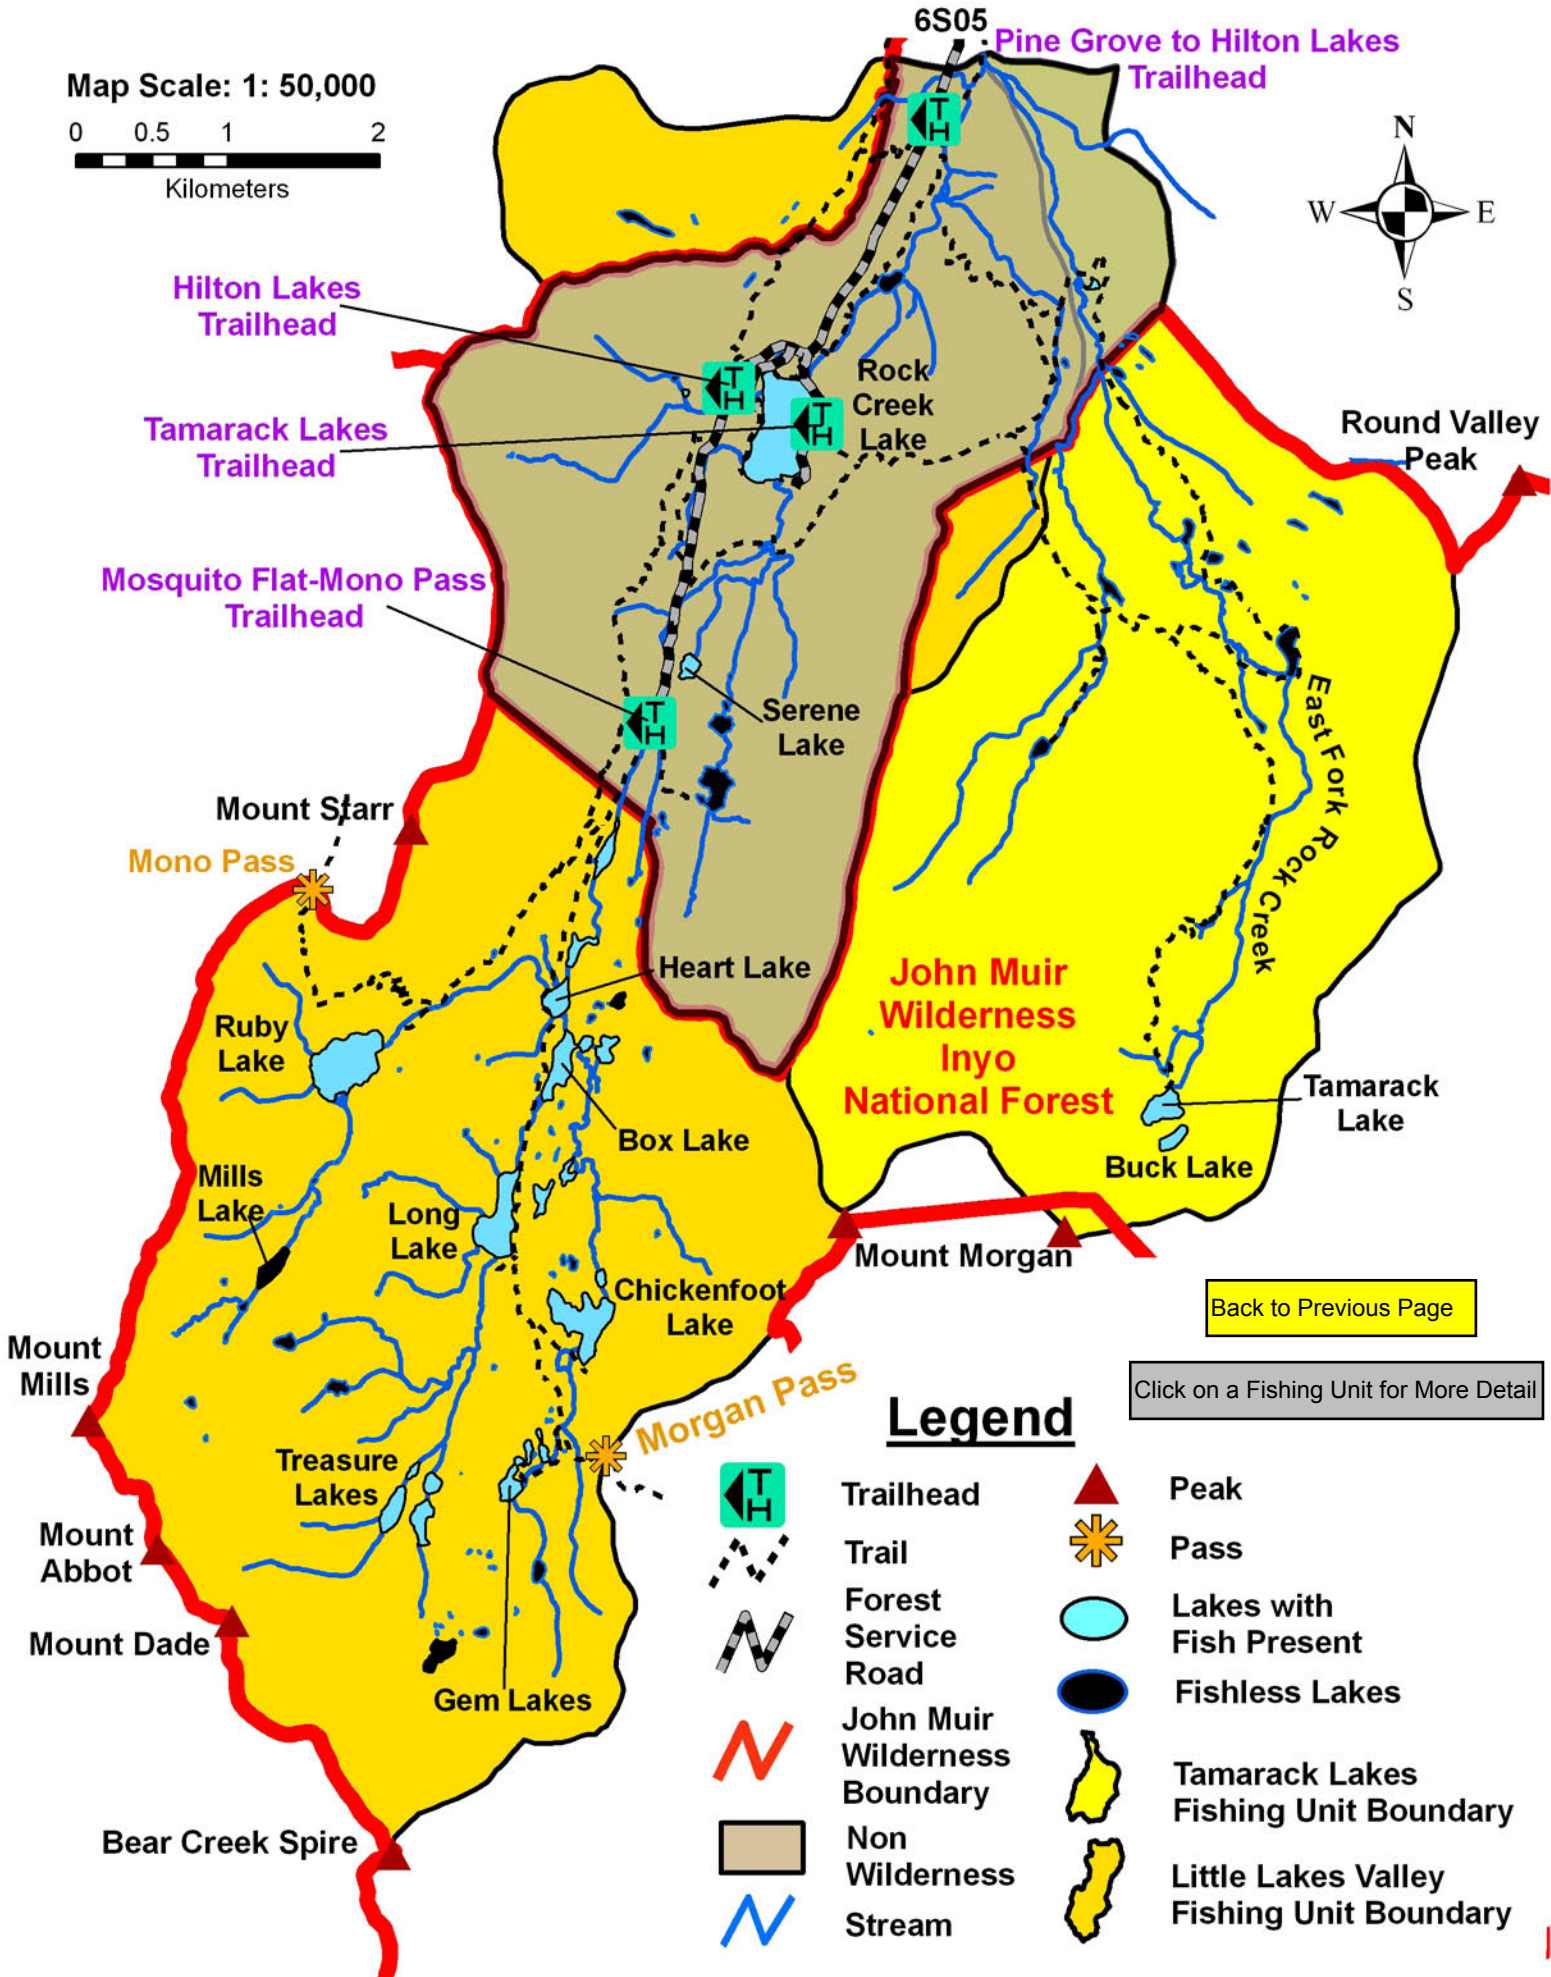 6S05
Pine Grove to Hilton Lakes
Trailhead
Map Scale: 1: 50,000
0 0.5 1 2
Kilometers
N
W E
S
TH
Hilton Lakes
Trailhead
TH
Rock
Creek
Lake
TH
Tamarack Lakes
Trailhead
Round Valley
Peak
Mosquito Flat-Mono Pass
Trailhead
TH
Serene
Lake
East Fork Rock Creek
Mount Starr
Mono Pass
Heart Lake
John Muir
Wilderness
Inyo
National Forest
Ruby
Lake
Tamarack
Lake
Box Lake
Buck Lake
Mills
Lake
Long
Lake
Mount Morgan
Chickenfoot
Lake
Back to Previous Page
Mount
Mills
Click on a Fishing Unit for More Detail
Morgan Pass
Treasure
Lakes
Mount
Abbot
Mount Dade
Gem Lakes
Bear Creek Spire
Legend
TH
Trailhead
Trail
Forest
Service
Road
John Muir
Wilderness
Boundary
Non
Wilderness
Stream
Peak
Pass
Lakes with
Fish Present
Fishless Lakes
Tamarack Lakes
Fishing Unit Boundary
Little Lakes Valley
Fishing Unit Boundary